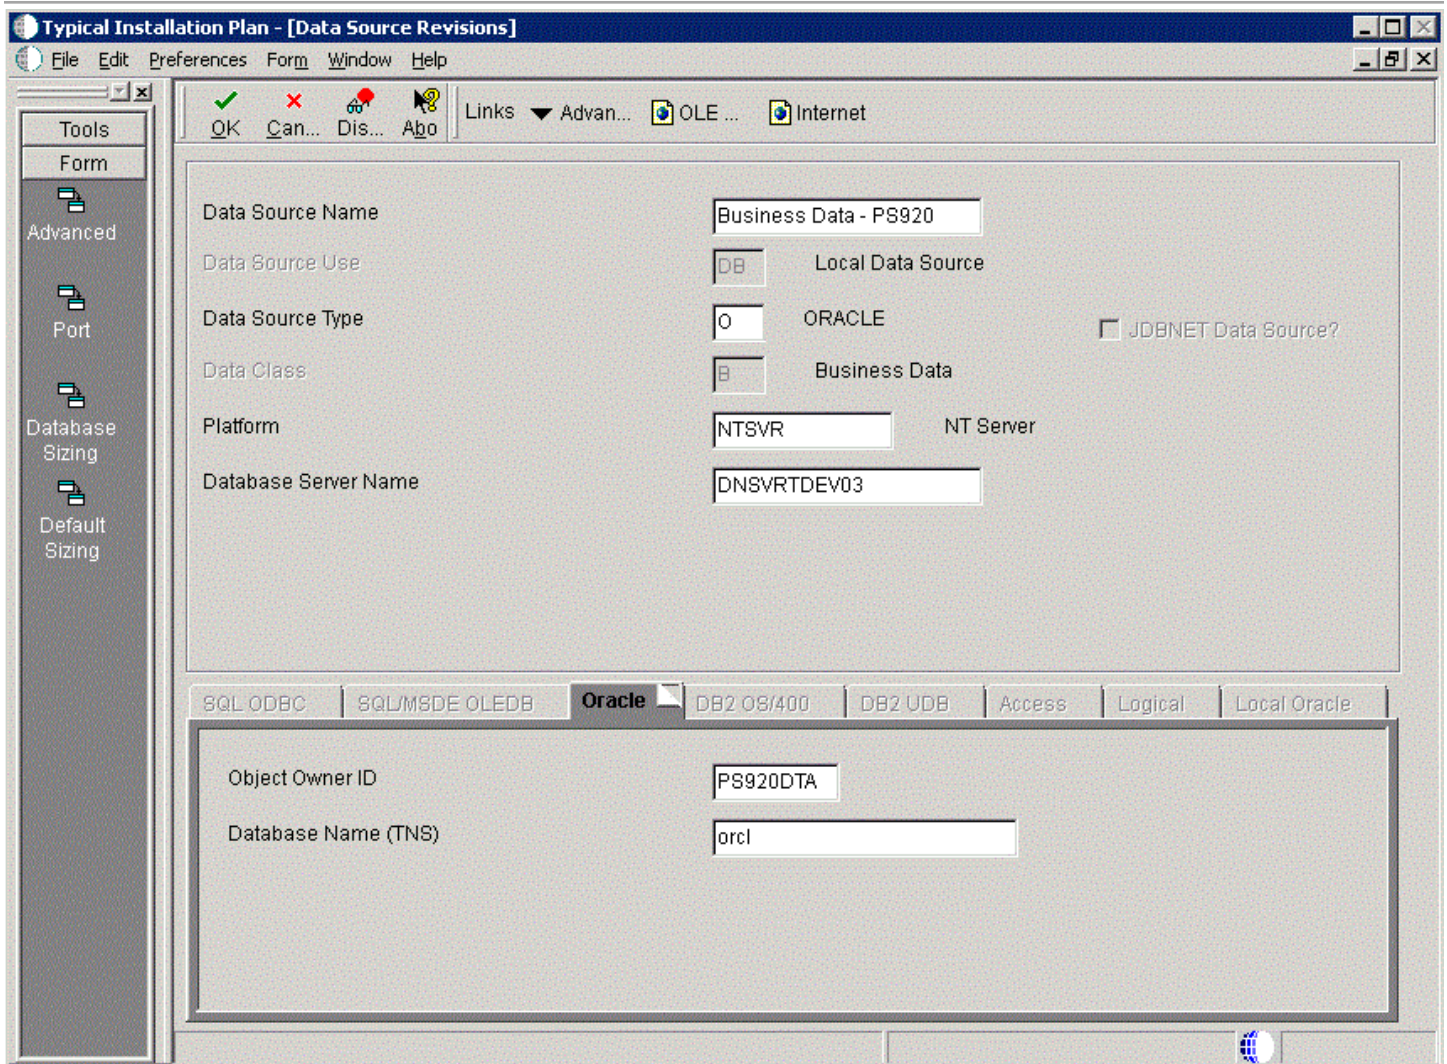 Typical Installation Plan - [Data Source Revisions]
File Edit Preferences Form Window Help
Tools
Form
Advanced
Port
Database
Sizing
Default
Sizing
OK Can... Dis... Abo Links Advan... OLE ... Internet
Data Source Name Business Data - PS920
Data Source Use DB Local Data Source
Data Source Type O ORACLE JDBNET Data Source?
Data Class B Business Data
Platform NTSVR NT Server
Database Server Name DNSVRTDEV03
SQL ODBC SQL/MSDE OLEDB Oracle DB2 OS/400 DB2 UDB Access Logical Local Oracle
Object Owner ID PS920DTA
Database Name (TNS) orcl